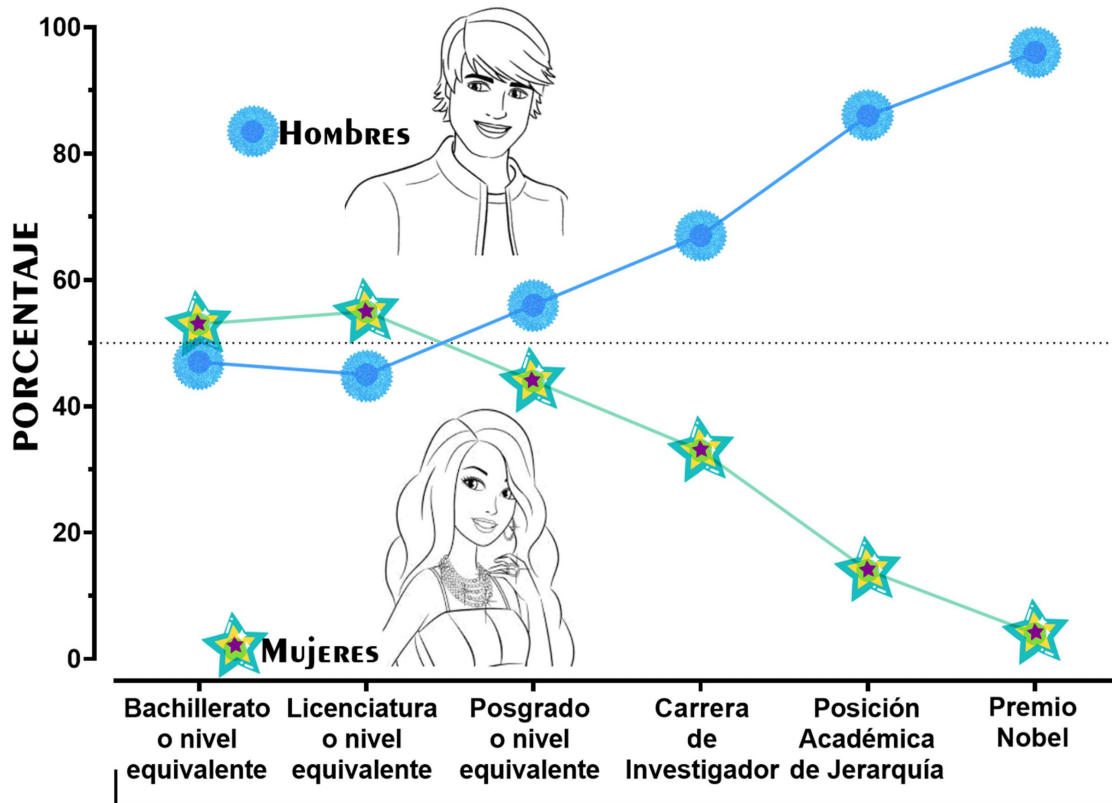 PORCENTAJE
100
80
60
40
20
0
Hombres
Mujeres
Bachillerato
o nivel
equivalente
Licenciatura
o nivel
equivalente
Posgrado
o nivel
equivalente
Carrera
de
Investigador
Posición
Académica
de Jerarquía
Premio
Nobel